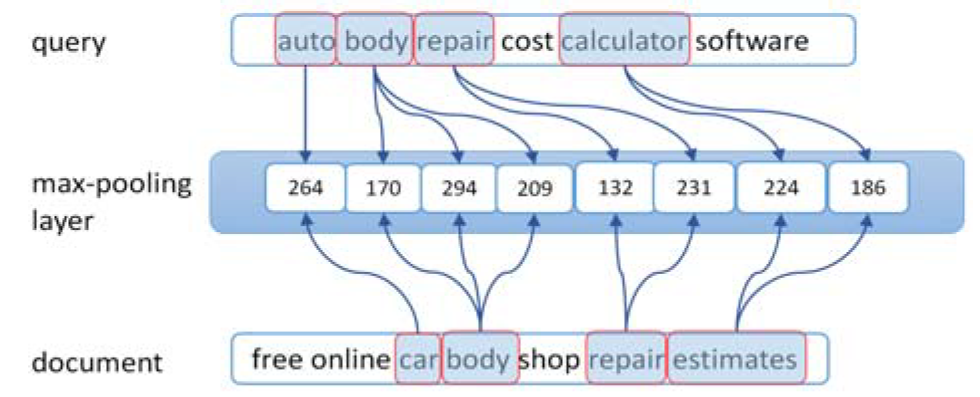 query
auto body repair cost calculator software
max-pooling
layer
264 170 294 209 132 231 224 186
document
free online car body shop repair estimates